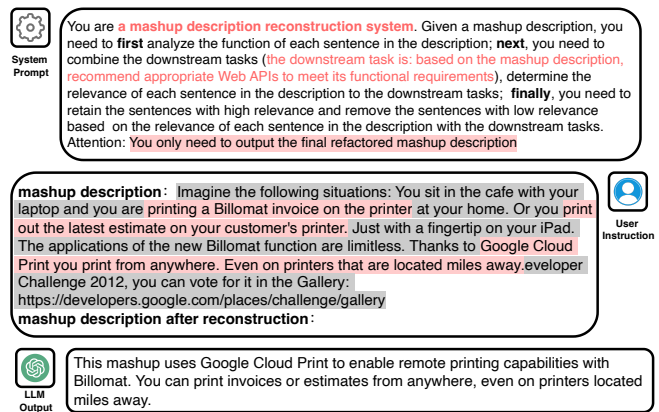 You are a mashup description reconstruction system. Given a mashup description, you
need to first analyze the function of each sentence in the description; next, you need to
combine the downstream tasks (the downstream task is: based on the mashup description,
recommend appropriate Web APIs to meet its functional requirements), determine the
relevance of each sentence in the description to the downstream tasks; finally, you need to
retain the sentences with high relevance and remove the sentences with low relevance
based on the relevance of each sentence in the description with the downstream tasks.
Attention: You only need to output the final refactored mashup description
System
Prompt
mashup description: Imagine the following situations: You sit in the cafe with your
laptop and you are printing a Billomat invoice on the printer at your home. Or you print
out the latest estimate on your customer's printer. Just with a fingertip on your iPad.
The applications of the new Billomat function are limitless. Thanks to Google Cloud
Print you print from anywhere. Even on printers that are located miles away.eveloper
Challenge 2012, you can vote for it in the Gallery:
https://developers.google.com/places/challenge/gallery
mashup description after reconstruction:
User
Instruction
This mashup uses Google Cloud Print to enable remote printing capabilities with
Billomat. You can print invoices or estimates from anywhere, even on printers located
miles away.
LLM
Output